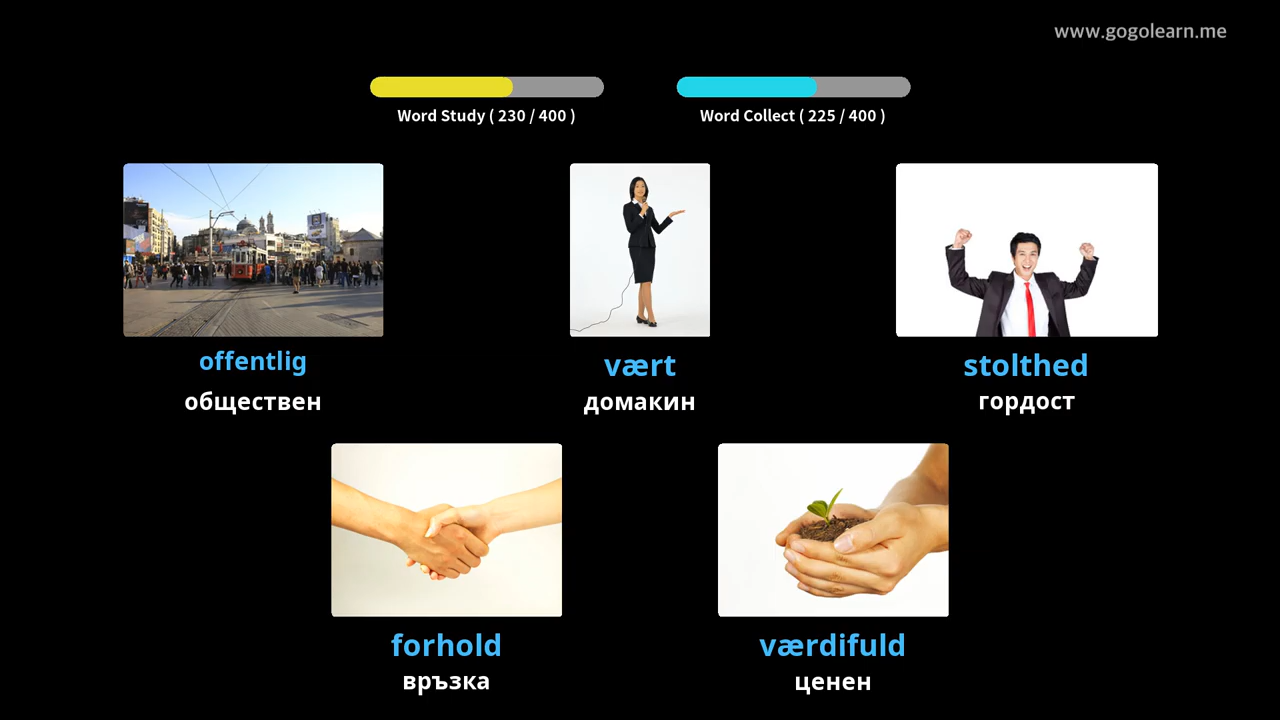 www.gogolearn.me
Word Study ( 230 / 400 )
Word Collect ( 225 / 400 )
offentlig
обществен
vært
домакин
stolthed
гордост
forhold
връзка
værdifuld
ценен